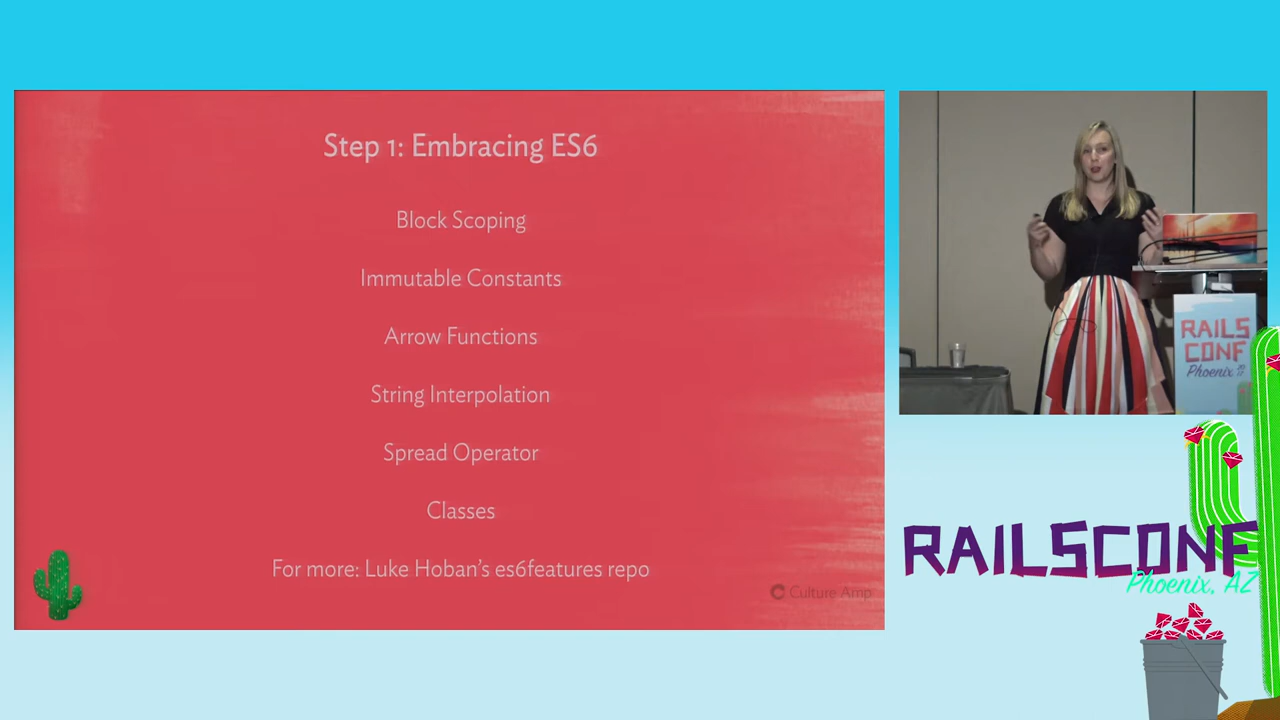 Step 1: Embracing ES6
Block Scoping
Immutable Constants
Arrow Functions
String Interpolation
Spread Operator
Classes
For more: Luke Hoban's es6features repo
Culture Amp
RAILS
CONF
Phoenix
RAILSCONF
Phoenix, AZ